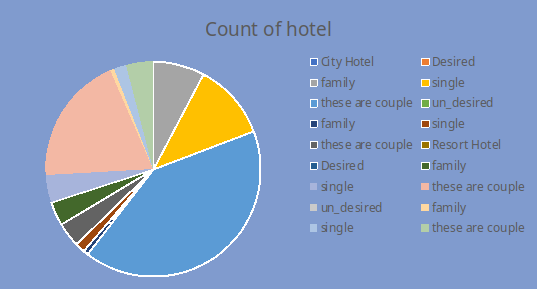 Count of hotel
City Hotel Desired
family single
these are couple un_desired
family single
these are couple Resort Hotel
Desired family
single these are couple
un_desired family
single these are couple